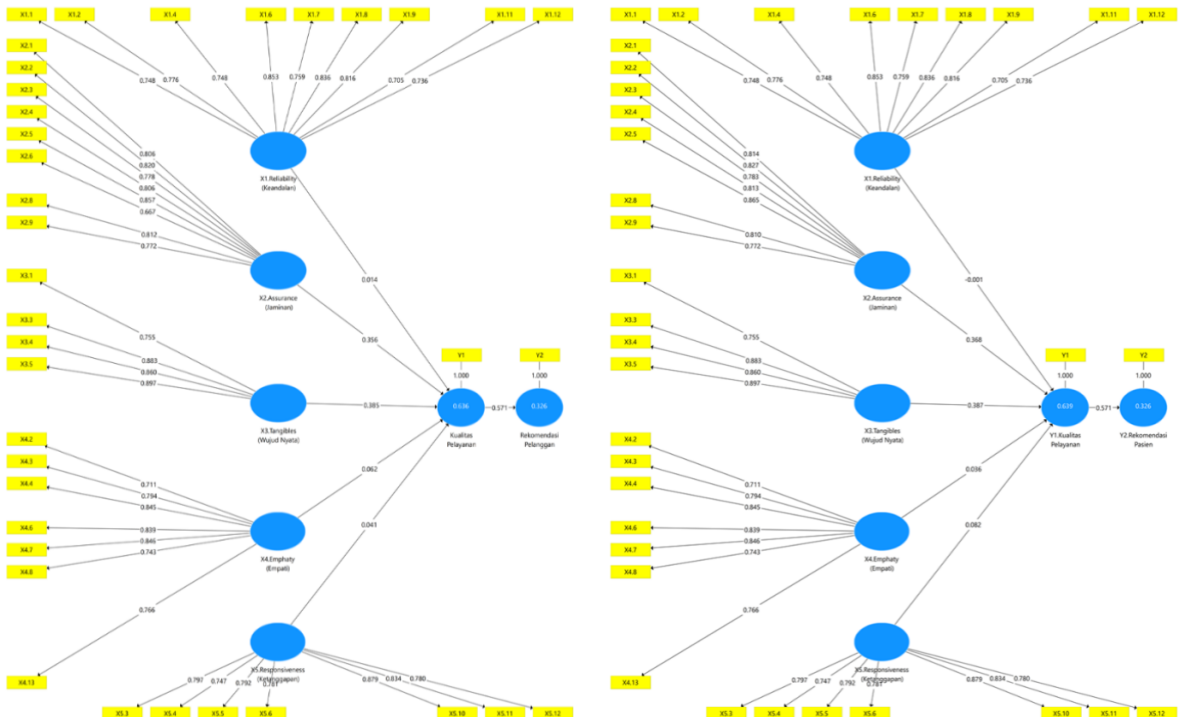 X1.1 X1.2 X1.4 X1.6 X1.7 X1.8 X1.9 X1.11 X1.12
X2.1
X2.2
X2.3
X2.4
X2.5
X2.6
X2.8
X2.9
0.748 0.776 0.748 0.853 0.759 0.836 0.816 0.705 0.736
X1.Reliability
(Keandalan)
0.806
0.820
0.778
0.806
0.857
0.667
0.812
0.772
X2.Assurance
(Jaminan)
0.014
0.356
X3.1
X3.3
X3.4
X3.5
0.755
0.883
0.860
0.897
X3.Tangibles
(Wujud Nyata)
0.385
Y1 Y2
1.000 1.000
0.636 0.571 0.326
Kualitas
Pelayanan
Rekomendasi
Pelanggan
X4.2
X4.3
X4.4
X4.6
X4.7
X4.8
0.711
0.794
0.845
0.839
0.846
0.743
0.062
X4.Emphaty
(Empati)
0.041
0.766
X4.13
X5.Responsiveness
(Ketanggapan)
0.797 0.747 0.792 0.781 0.879 0.834 0.780
X5.3 X5.4 X5.5 X5.6 X5.10 X5.11 X5.12
X1.1 X1.2 X1.4 X1.6 X1.7 X1.8 X1.9 X1.11 X1.12
X2.1
X2.2
X2.3
X2.4
X2.5
X2.8
X2.9
0.748 0.776 0.748 0.853 0.759 0.836 0.816 0.705 0.736
X1.Reliability
(Keandalan)
0.814
0.827
0.783
0.813
0.865
0.810
0.772
X2.Assurance
(Jaminan)
-0.001
0.368
X3.1
X3.3
X3.4
X3.5
0.755
0.883
0.860
0.897
X3.Tangibles
(Wujud Nyata)
0.387
Y1 Y2
1.000 1.000
0.639 0.571 0.326
Y1.Kualitas
Pelayanan
Y2.Rekomendasi
Pasien
X4.2
X4.3
X4.4
X4.6
X4.7
X4.8
0.711
0.794
0.845
0.839
0.846
0.743
0.036
X4.Emphaty
(Empati)
0.082
0.766
X4.13
X5.Responsiveness
(Ketanggapan)
0.797 0.747 0.792 0.781 0.879 0.834 0.780
X5.3 X5.4 X5.5 X5.6 X5.10 X5.11 X5.12